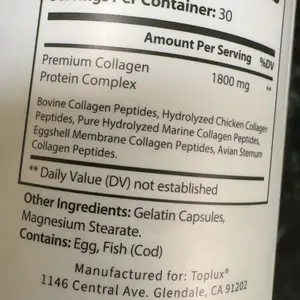 Servings Per Container: 30
Amount Per Serving %DV
Premium Collagen
Protein Complex
1800 mg **
Bovine Collagen Peptides, Hydrolyzed Chicken Collagen
Peptides, Pure Hydrolyzed Marine Collagen Peptides,
Eggshell Membrane Collagen Peptides, Avian Sternum
Collagen Peptides.
** Daily Value (DV) not established
Other Ingredients: Gelatin Capsules,
Magnesium Stearate.
Contains: Egg, Fish (Cod)
Manufactured for: Toplux®
1146 Central Ave. Glendale, CA 91202